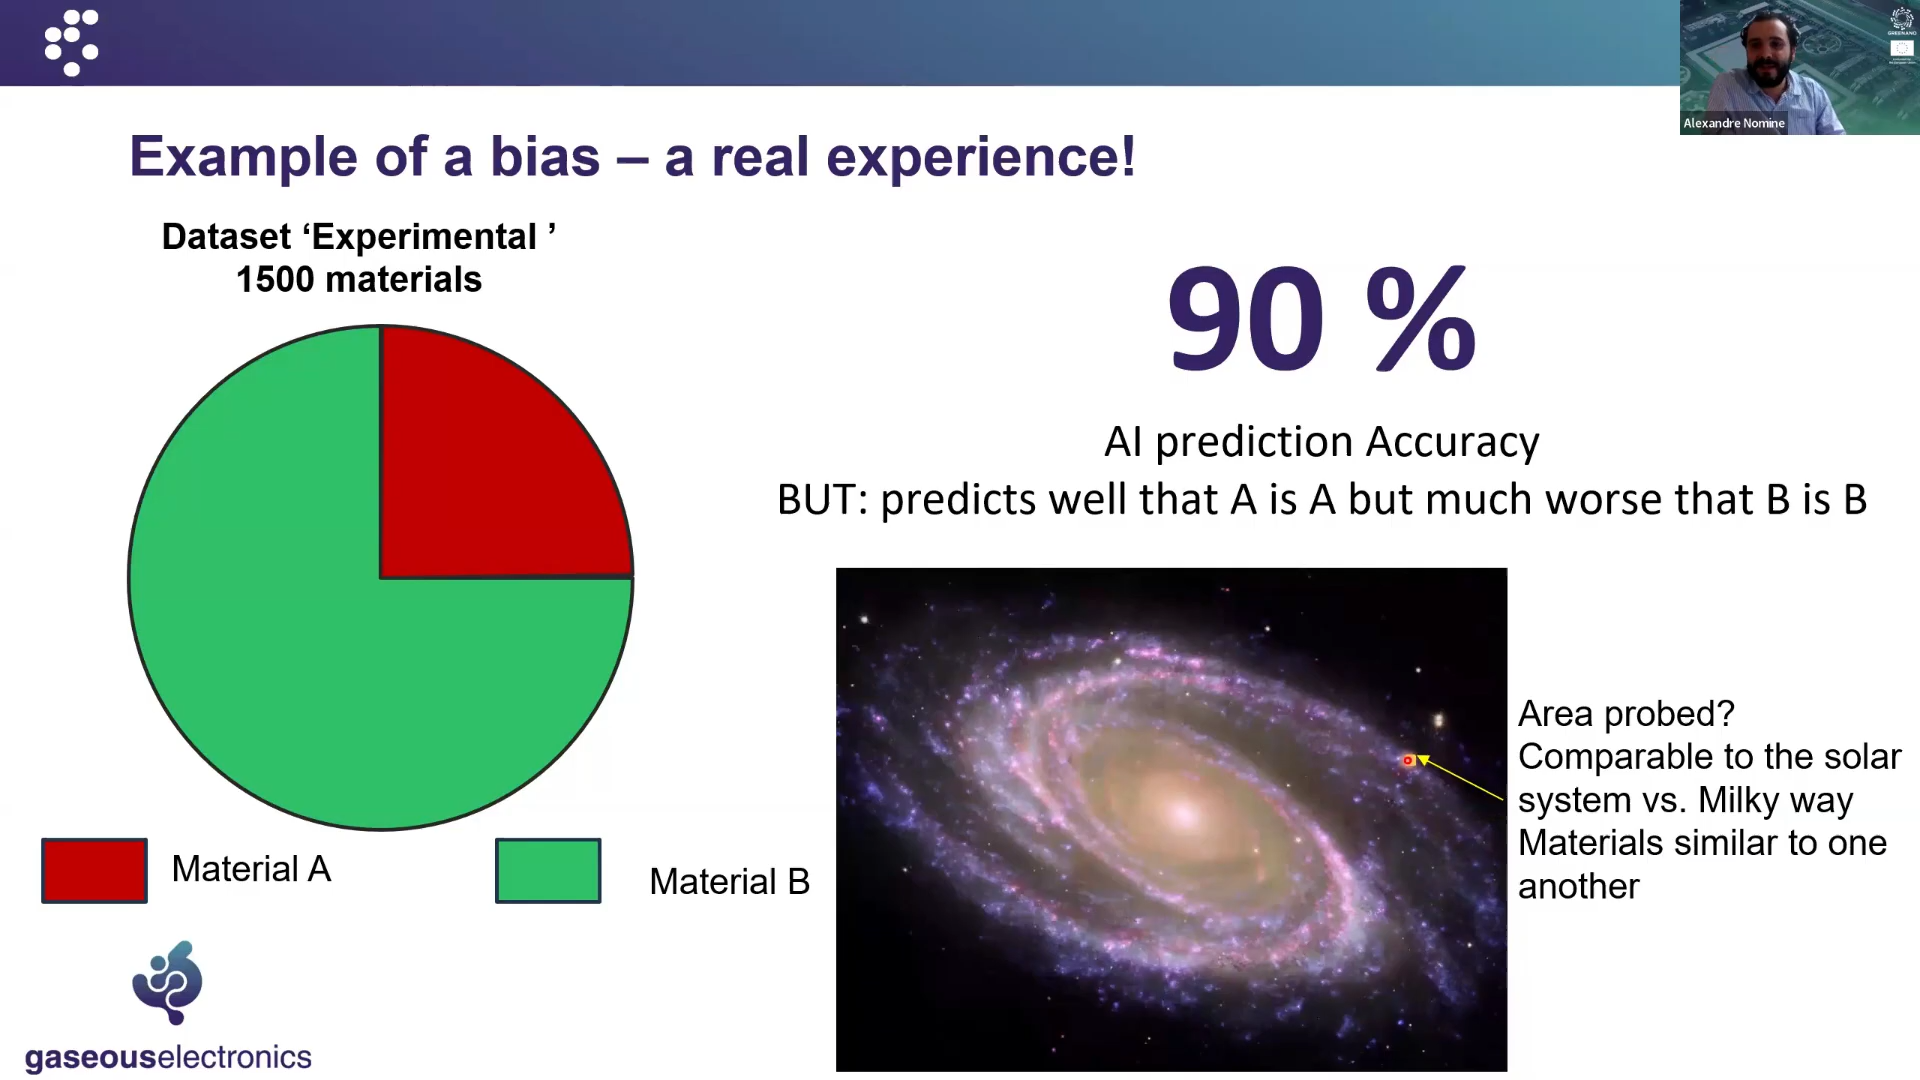 Alexandre Nomine
Example of a bias – a real experience!
Dataset ‘Experimental ’
1500 materials
90 %
AI prediction Accuracy
BUT: predicts well that A is A but much worse that B is B
Area probed?
Comparable to the solar
system vs. Milky way
Materials similar to one
another
Material A
Material B
gaseouselectronics